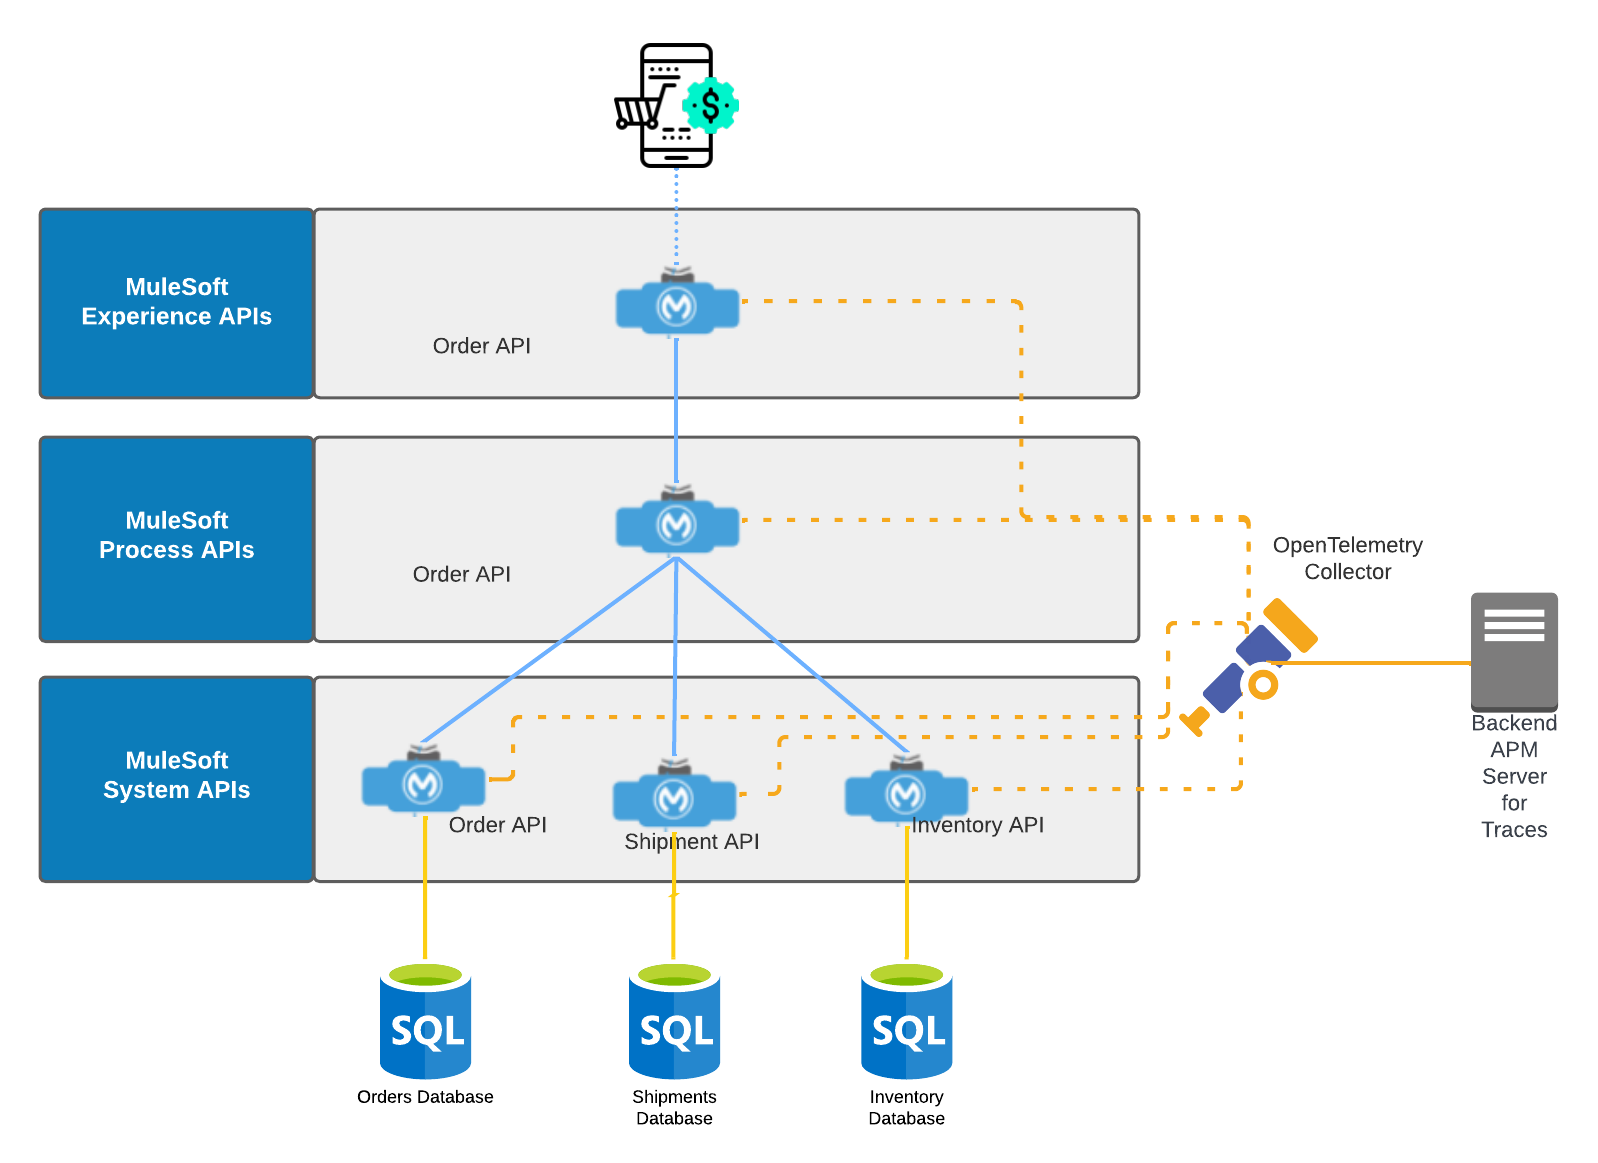 $
MuleSoft
Experience APIs
Order API
MuleSoft
Process APIs
Order API
OpenTelemetry
Collector
MuleSoft
System APIs
Order API
Shipment API
Inventory API
Backend
APM
Server
for
Traces
SQL
SQL
SQL
Orders Database
Shipments
Database
Inventory
Database